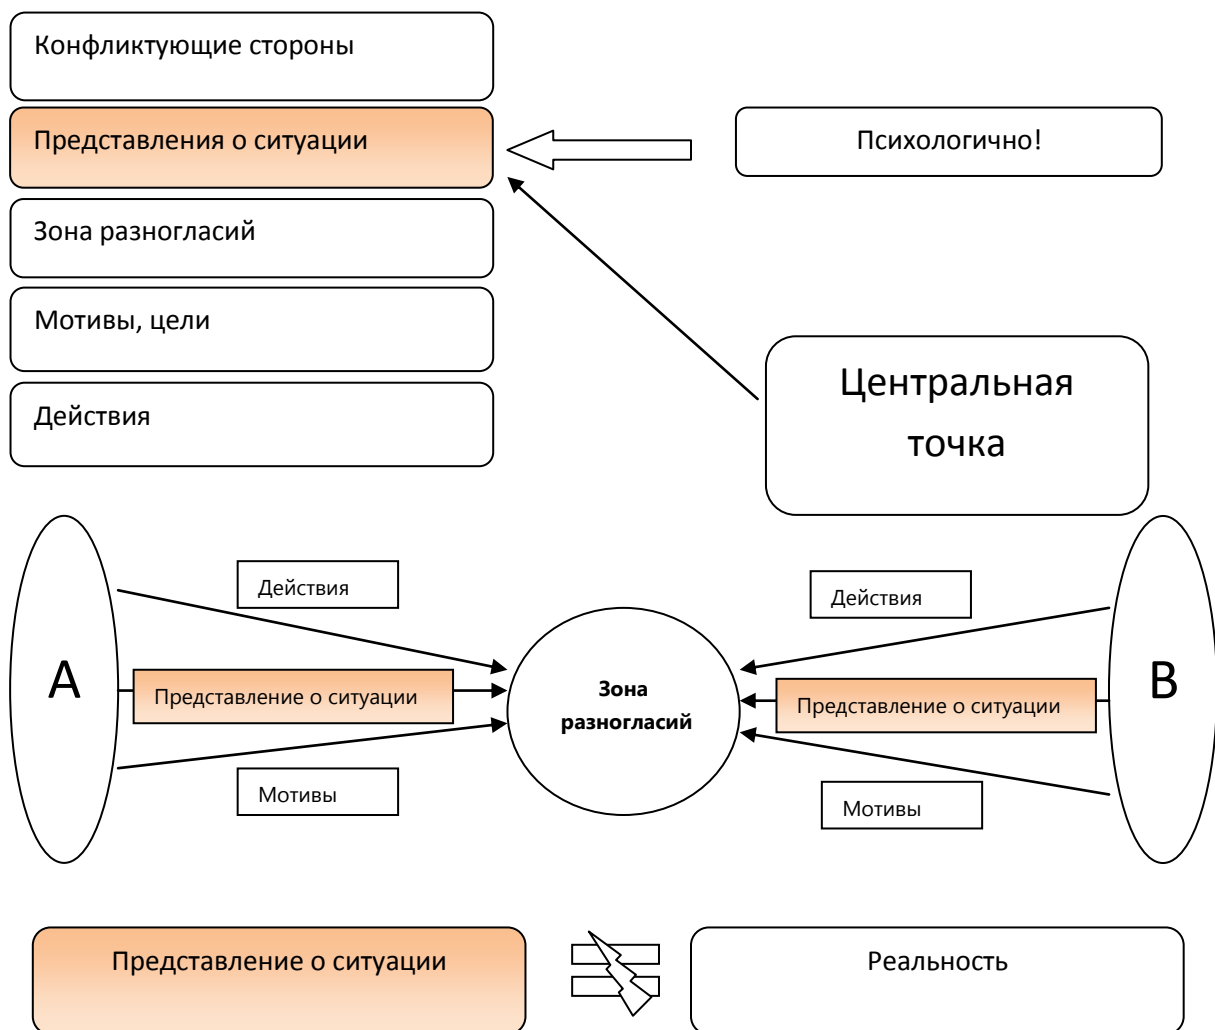 Конфликтующие стороны
Представления о ситуации
Психологично!
Зона разногласий
Мотивы, цели
Действия
Центральная
точка
A
Действия
Представление о ситуации
Мотивы
Зона
разногласий
Действия
Представление о ситуации
Мотивы
B
Представление о ситуации
Реальность